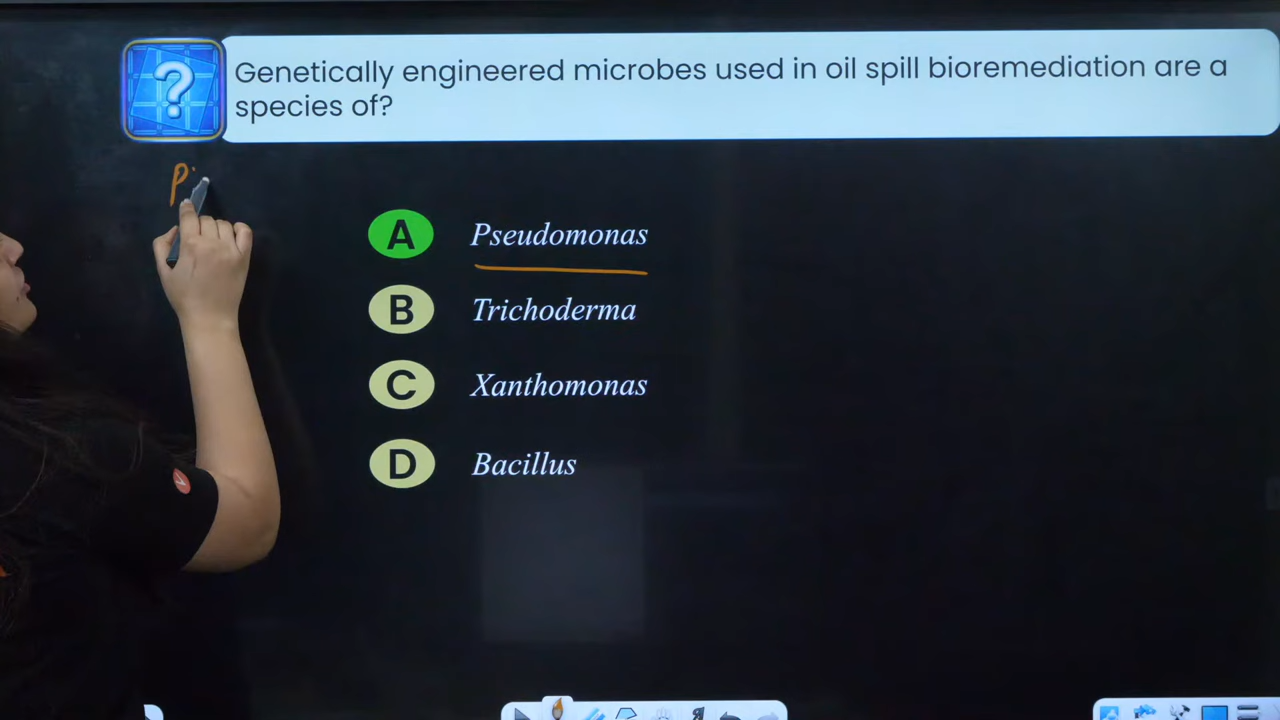 Genetically engineered microbes used in oil spill bioremediation are a
species of?
P
A Pseudomonas
B Trichoderma
C Xanthomonas
D Bacillus